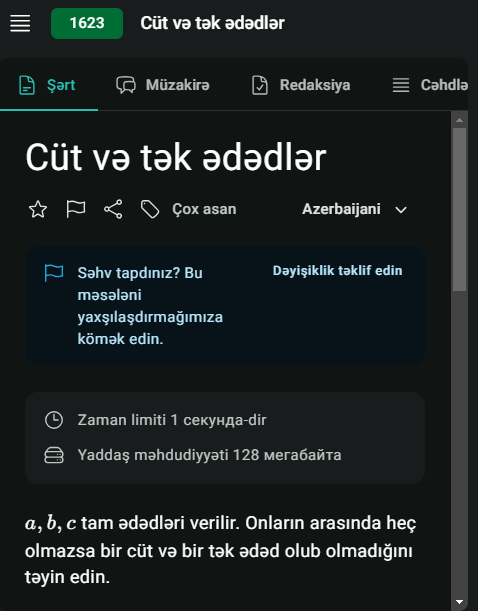 1623 Cüt və tək ədədlər
Şərt Müzakirə Redaksiya Cəhdlə
Cüt və tək ədədlər
Çox asan Azerbaijani
Səhv tapdınız? Bu Dəyişiklik təklif edin
məsələni
yaxşılaşdırmağımıza
kömək edin.
Zaman limiti 1 секунда-dir
Yaddaş məhdudiyyəti 128 мегабайта
a, b, c tam ədədləri verilir. Onların arasında heç
olmazsa bir cüt və bir tək ədəd olub olmadığını
təyin edin.